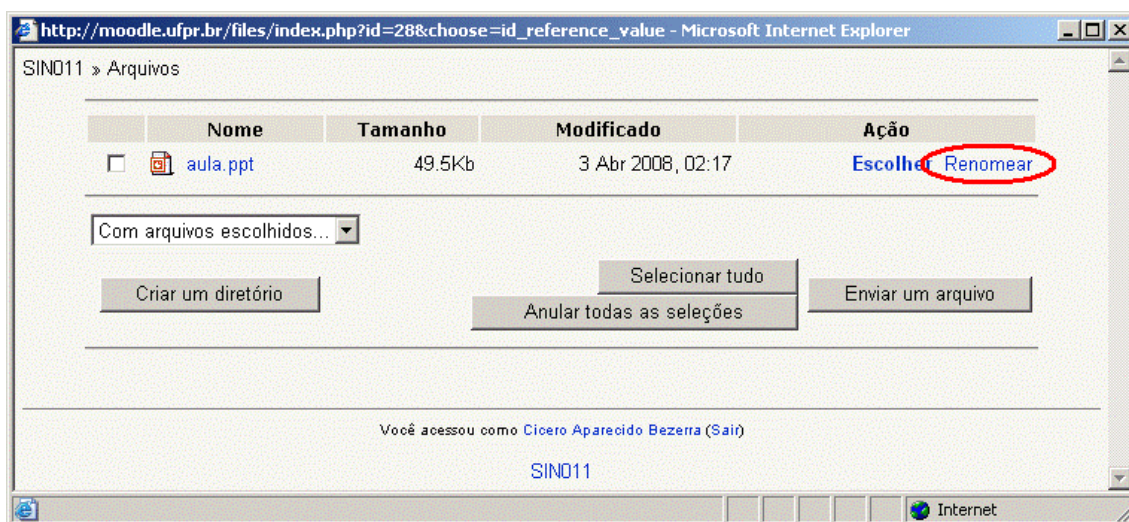 http://moodle.ufpr.br/files/index.php?id=28&choose=id_reference_value - Microsoft Internet Explorer
SIN011 » Arquivos
Nome Tamanho Modificado Ação
aula.ppt 49.5Kb 3 Abr 2008, 02:17 Escolher Renomear
Com arquivos escolhidos...
Selecionar tudo
Criar um diretório Enviar um arquivo
Anular todas as seleções
Você acessou como Cicero Aparecido Bezerra (Sair)
SIN011
Internet